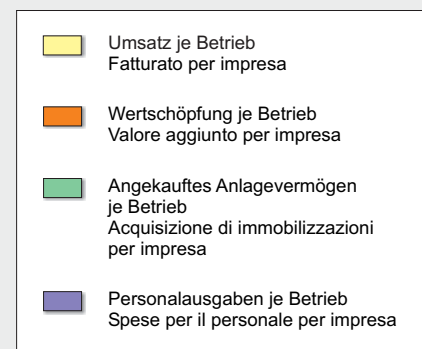 Umsatz je Betrieb
Fatturato per impresa
Wertschöpfung je Betrieb
Valore aggiunto per impresa
Angekauftes Anlagevermögen
je Betrieb
Acquisizione di immobilizzazioni
per impresa
Personalausgaben je Betrieb
Spese per il personale per impresa